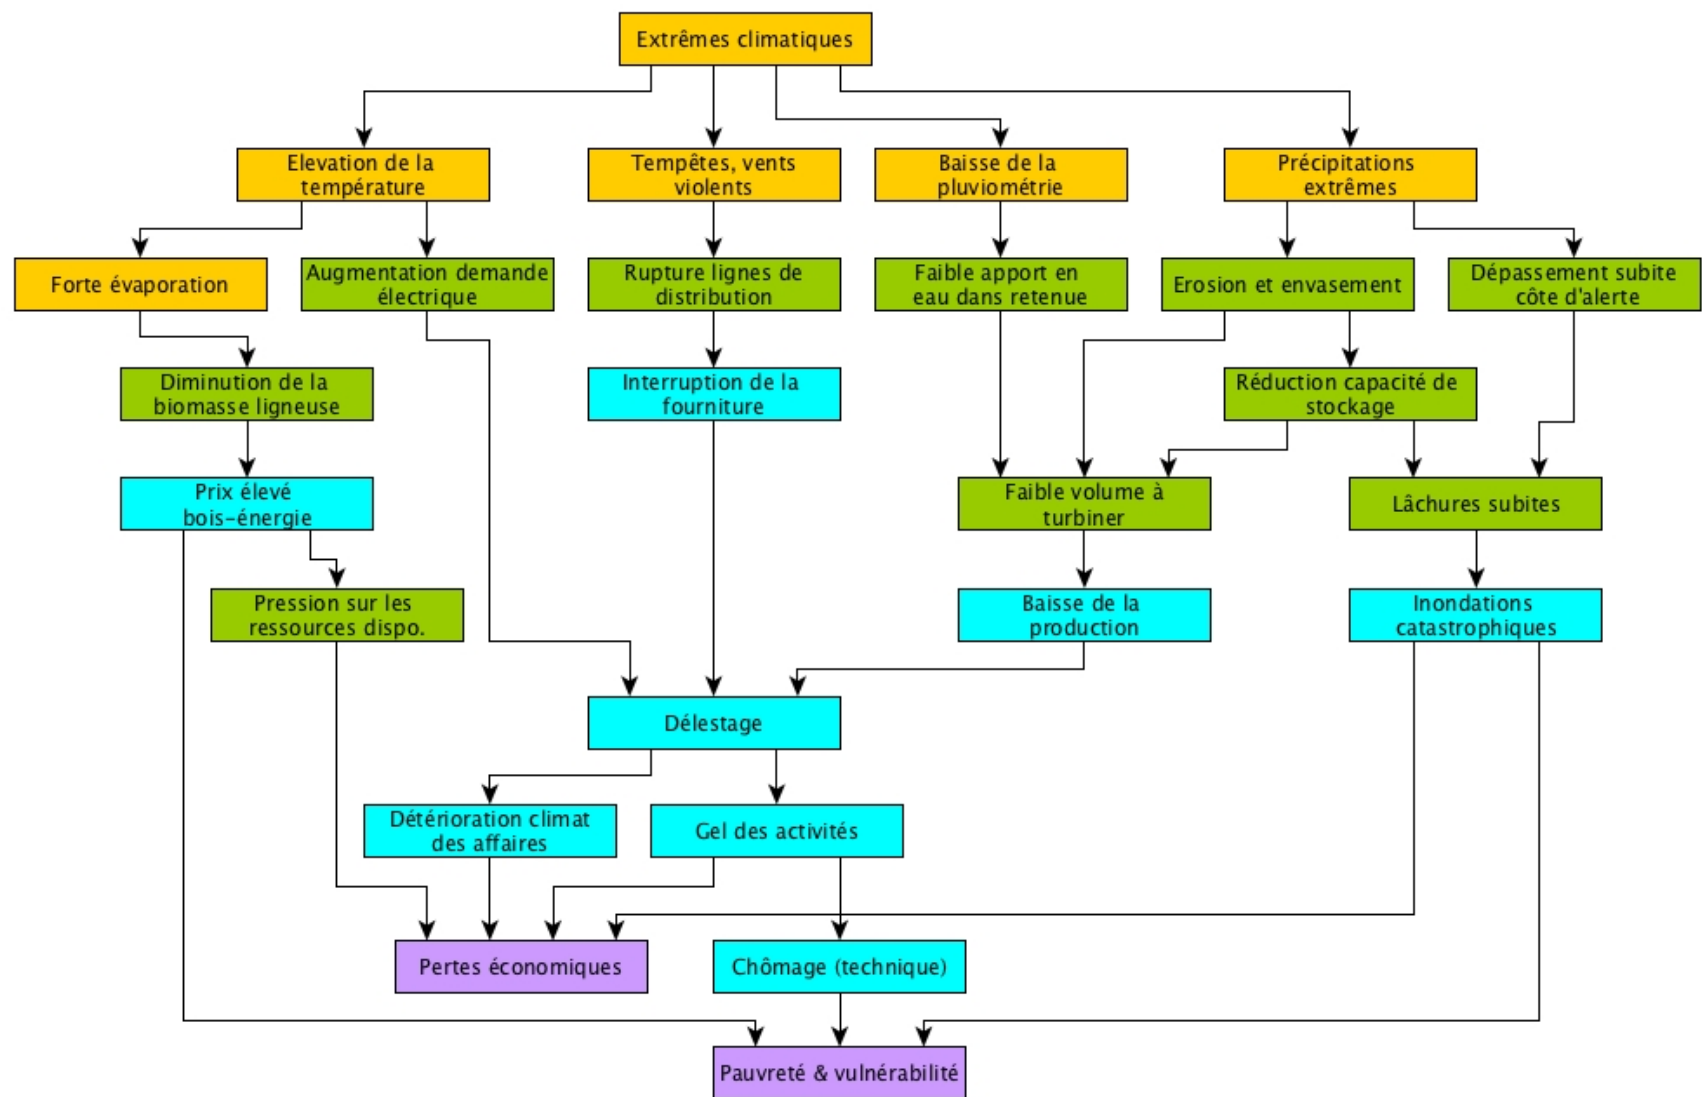 Extrêmes climatiques
Elevation de la
température
Tempêtes, vents
violents
Baisse de la
pluviométrie
Précipitations
extrêmes
Forte évaporation
Augmentation demande
électrique
Rupture lignes de
distribution
Faible apport en
eau dans retenue
Erosion et envasement
Dépassement subite
côte d'alerte
Diminution de la
biomasse ligneuse
Interruption de la
fourniture
Réduction capacité de
stockage
Prix élevé
bois-énergie
Faible volume à
turbiner
Lâchures subites
Pression sur les
ressources dispo.
Baisse de la
production
Inondations
catastrophiques
Délestage
Détérioration climat
des affaires
Gel des activités
Pertes économiques
Chômage (technique)
Pauvreté & vulnérabilité